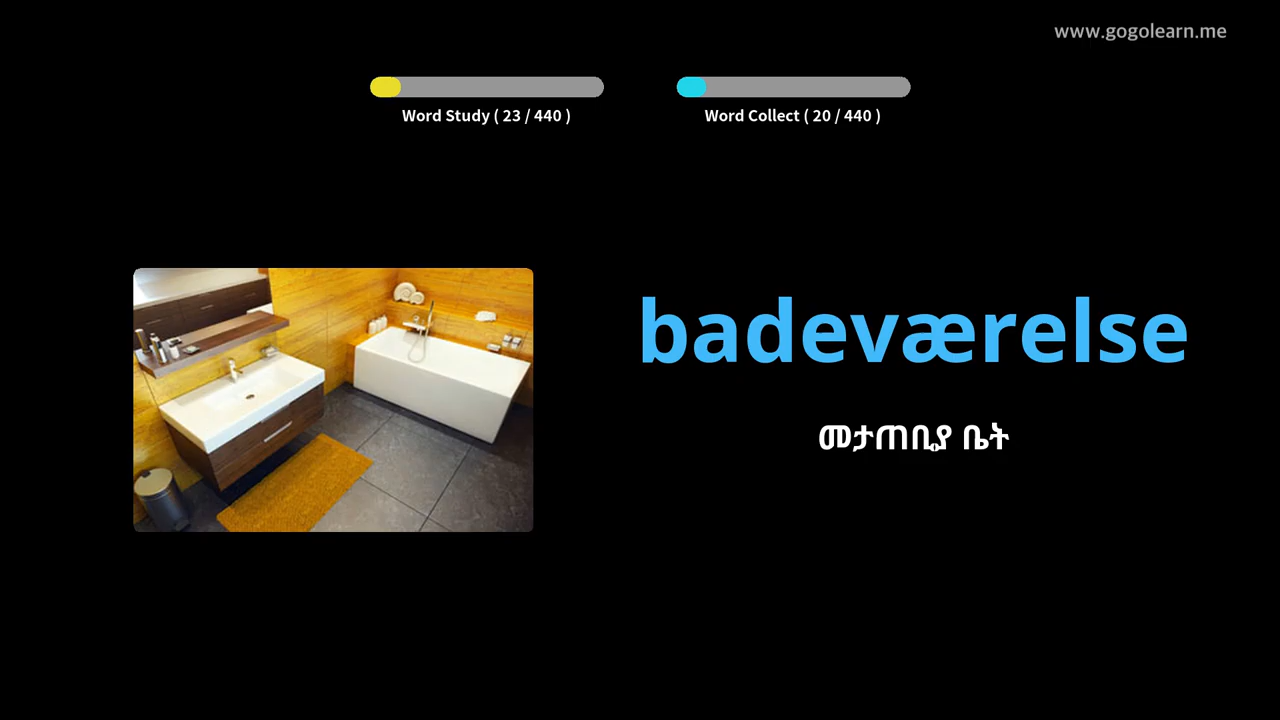 www.gogolearn.me
Word Study ( 23 / 440 )
Word Collect ( 20 / 440 )
badeværelse
መታጠቢያ ቤት